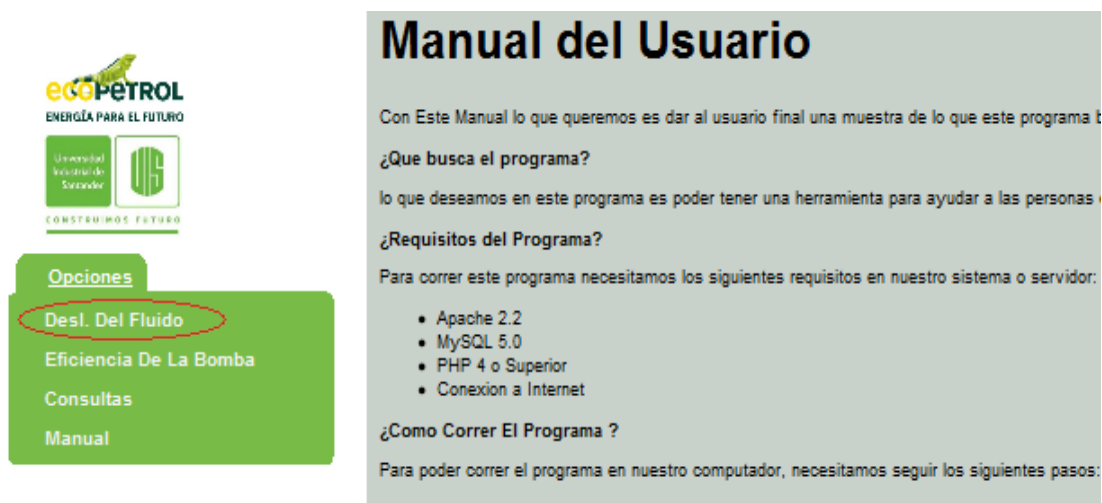 ecoPeTROL
ENERGÍA PARA EL FUTURO
Universidad
Industrial de
Santander
UIS
CONSTRUIMOS FUTURO
Opciones
Desl. Del Fluido
Eficiencia De La Bomba
Consultas
Manual
Manual del Usuario
Con Este Manual lo que queremos es dar al usuario final una muestra de lo que este programa
¿Que busca el programa?
lo que deseamos en este programa es poder tener una herramienta para ayudar a las personas
¿Requisitos del Programa?
Para correr este programa necesitamos los siguientes requisitos en nuestro sistema o servidor:
• Apache 2.2
• MySQL 5.0
• PHP 4 o Superior
• Conexion a Internet
¿Como Correr El Programa ?
Para poder correr el programa en nuestro computador, necesitamos seguir los siguientes pasos: